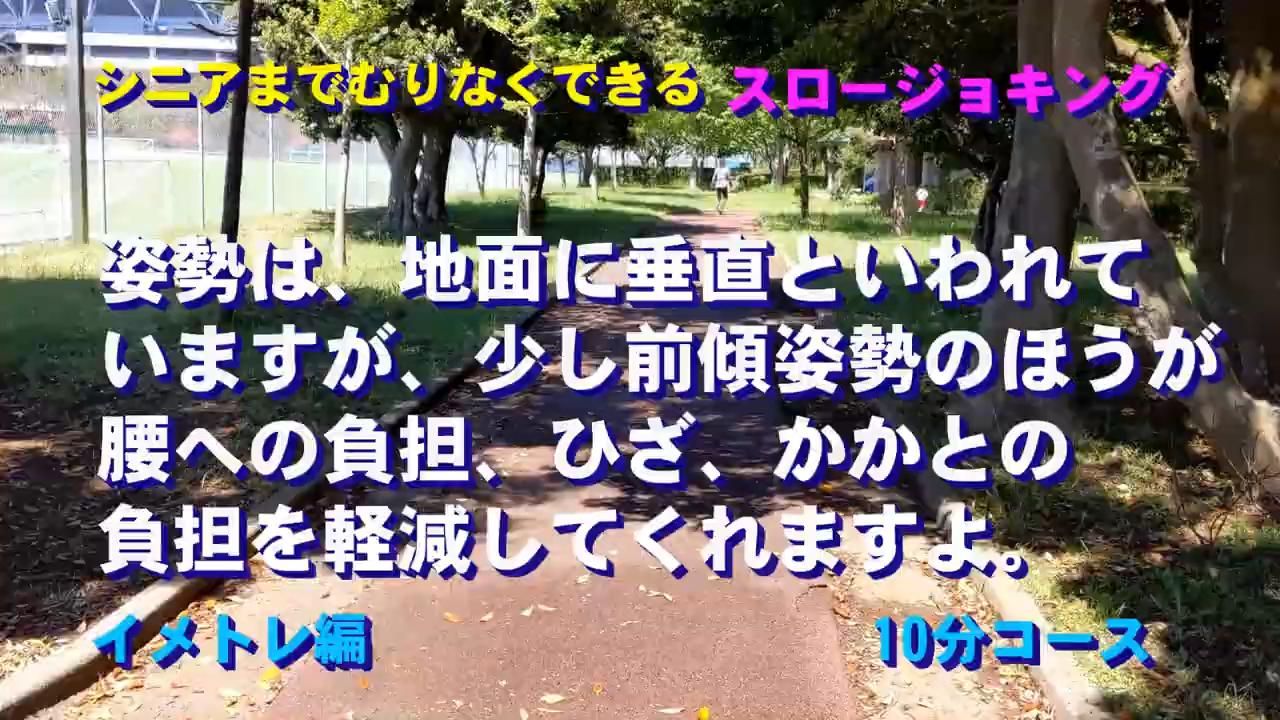 シニアまでむりなくできる スロージョキング
姿勢は、地面に垂直といわれて
いますが、少し前傾姿勢のほうが
腰への負担、ひざ、かかとの
負担を軽減してくれますよ。
イメトレ編 10分コース